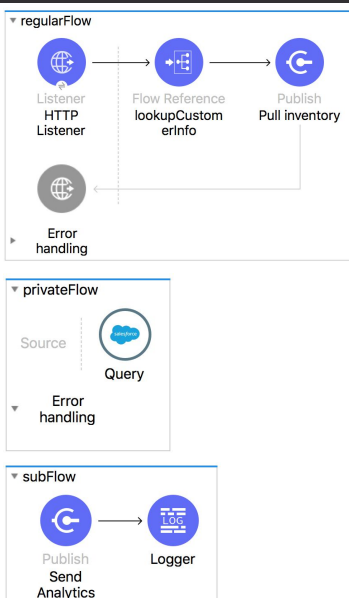 regularFlow
Listener
HTTP
Listener
Flow Reference
lookupCustom
erInfo
Publish
Pull inventory
Error
handling
privateFlow
Source
salesforce
Query
Error
handling
subFlow
Publish
Send
Analytics
LOG
Logger